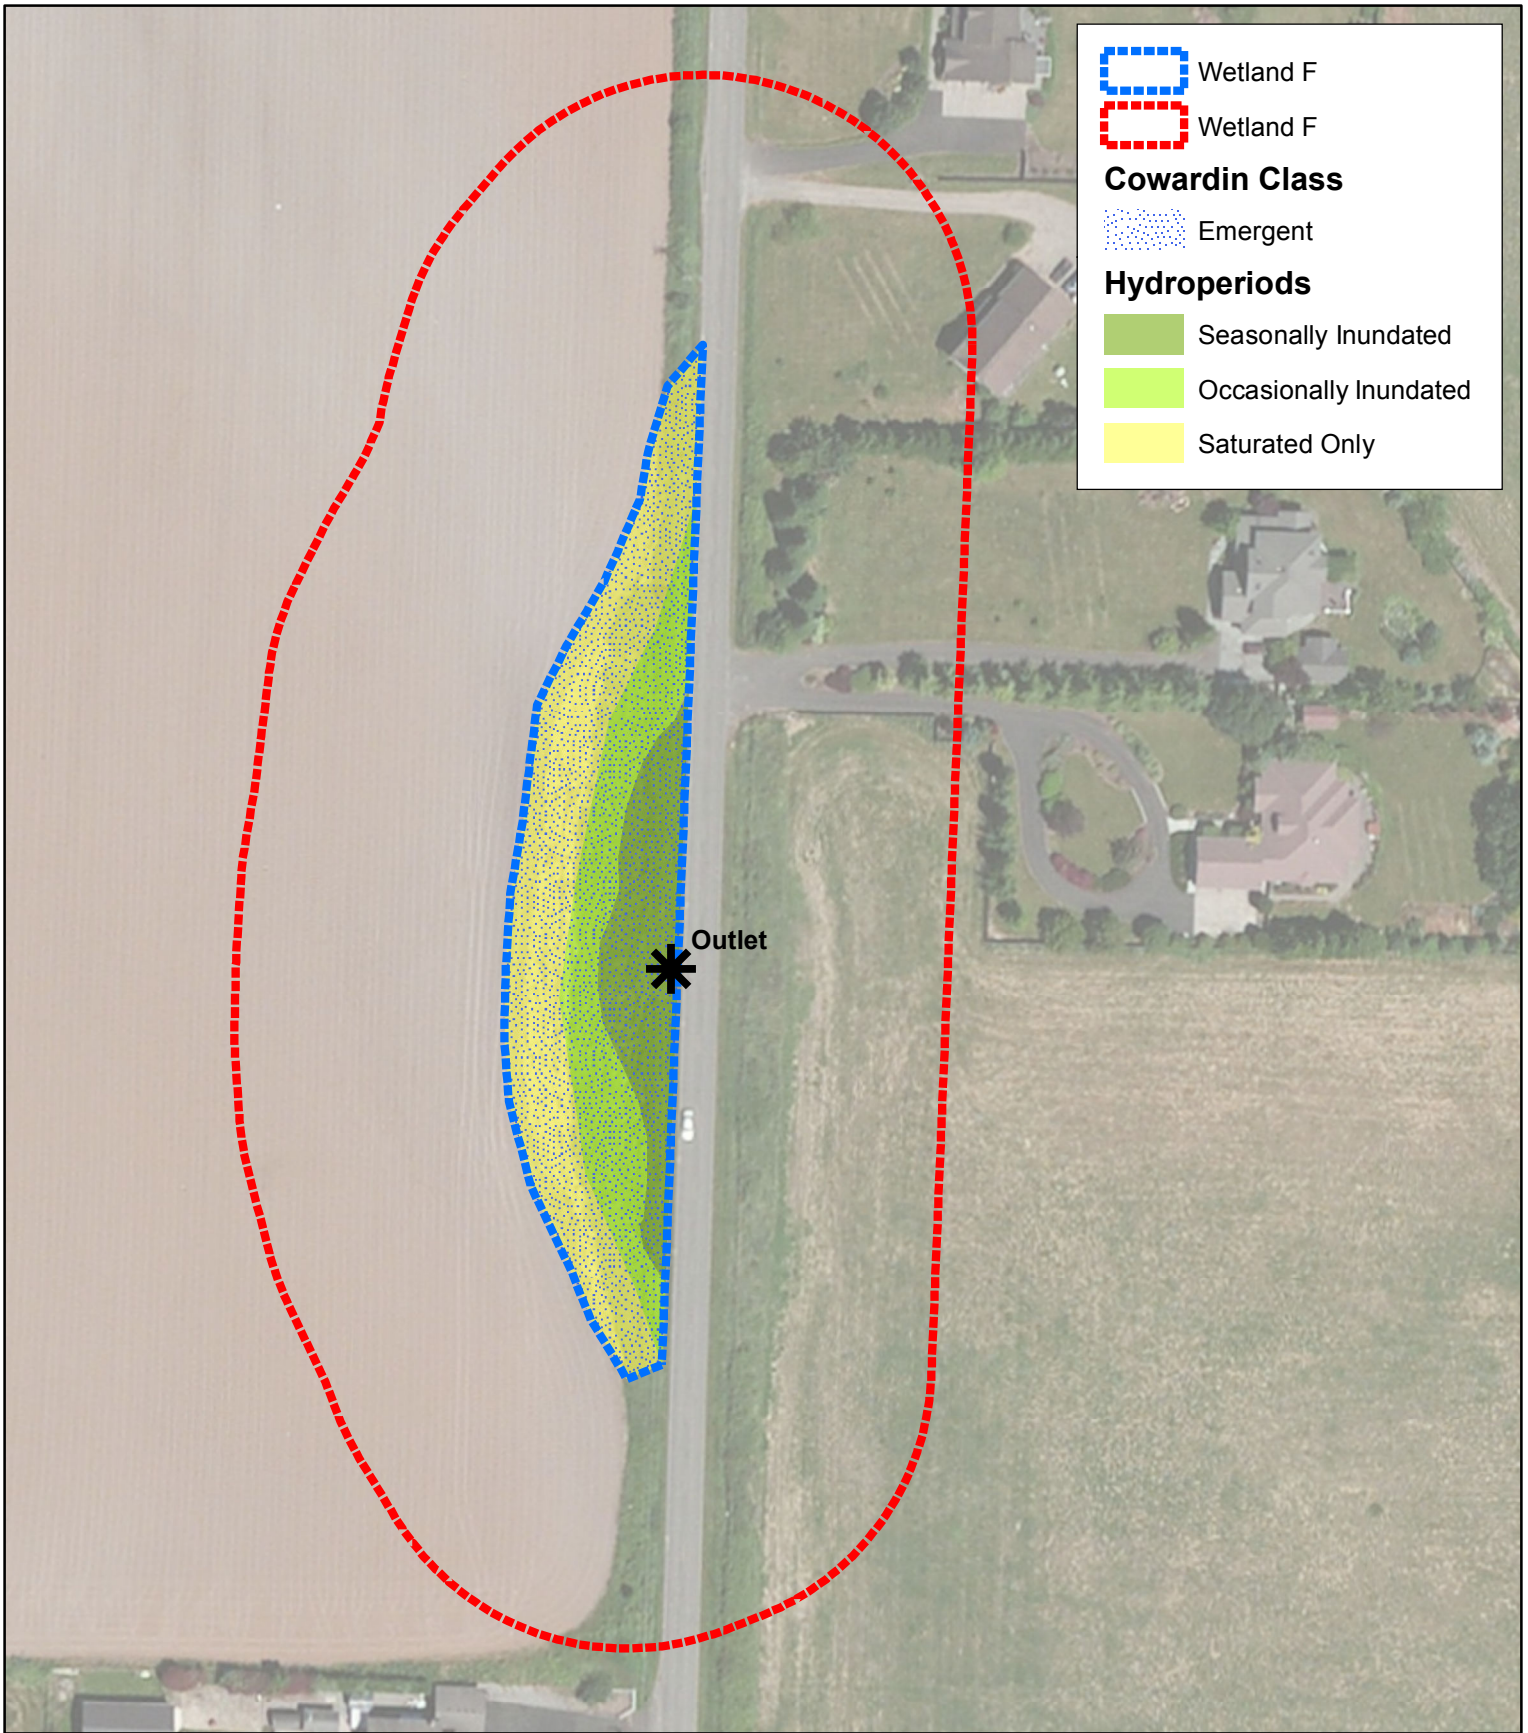 Wetland F
Wetland F
Cowardin Class
Emergent
Hydroperiods
Seasonally Inundated
Occasionally Inundated
Saturated Only
Outlet